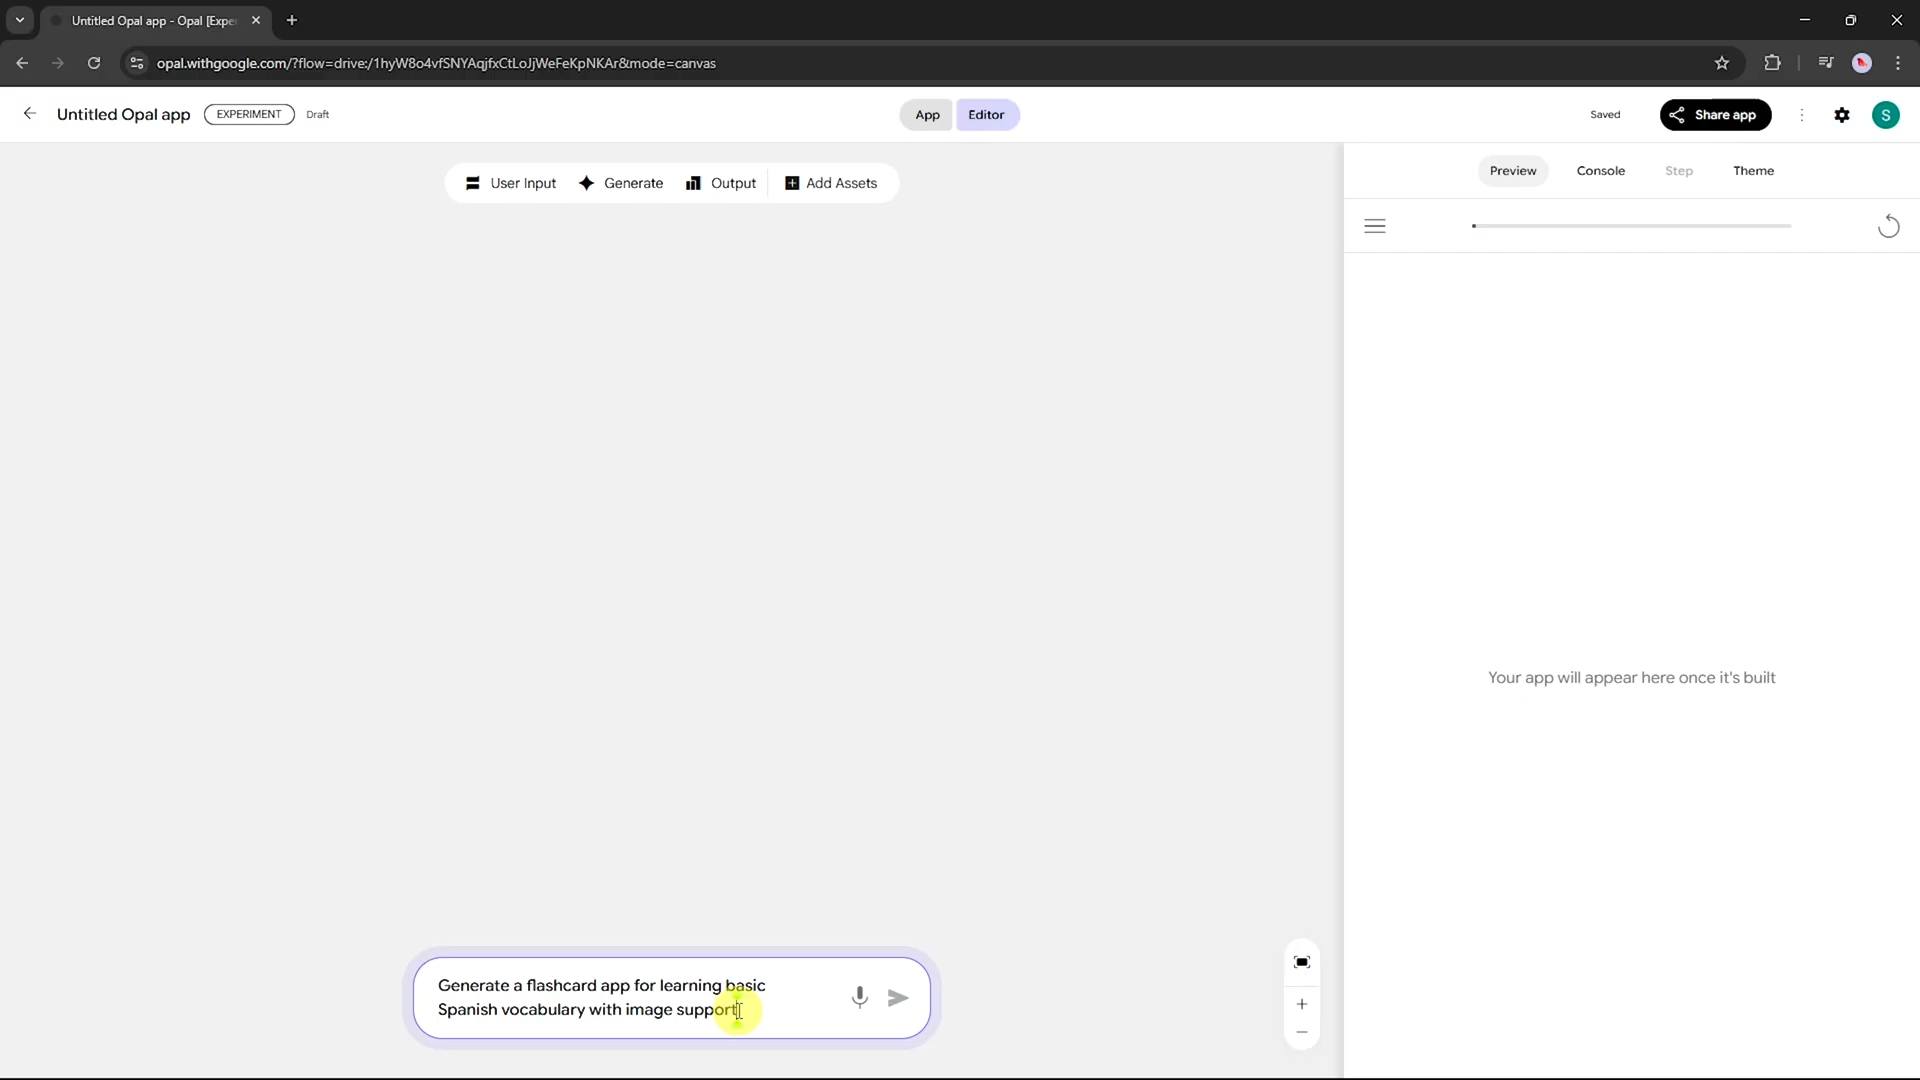 Untitled Opal app - Opal [Expe
opal.withgoogle.com/?flow=drive:/1hyW8o4vfSNYAqjfxCtLoJjWeFeKpNKAr&mode=canvas
Untitled Opal app
EXPERIMENT
Draft
App
Editor
Saved
Share app
S
User Input
Generate
Output
Add Assets
Preview
Console
Step
Theme
Your app will appear here once it's built
Generate a flashcard app for learning basic
Spanish vocabulary with image support